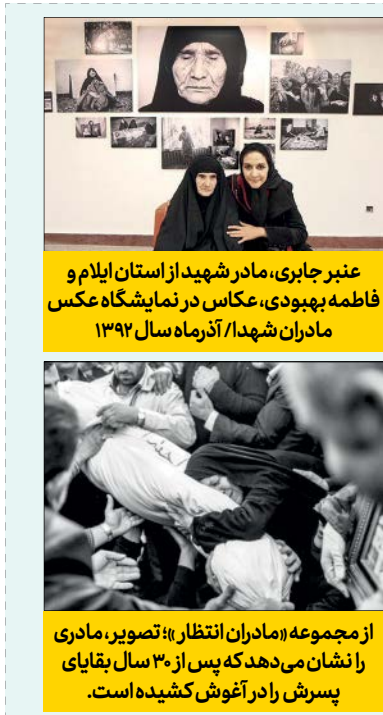 عنبر جابری، مادر شهید از استان ایلام و
فاطمه بهبودی، عکاس در نمایشگاه عکس
مادران شهدا/ آذرماه سال ۱۳۹۲
از مجموعه «مادران انتظار»؛ تصویر، مادری
را نشان می‌دهد که پس از ۳۰ سال بقایای
پسرش را در آغوش کشیده است.